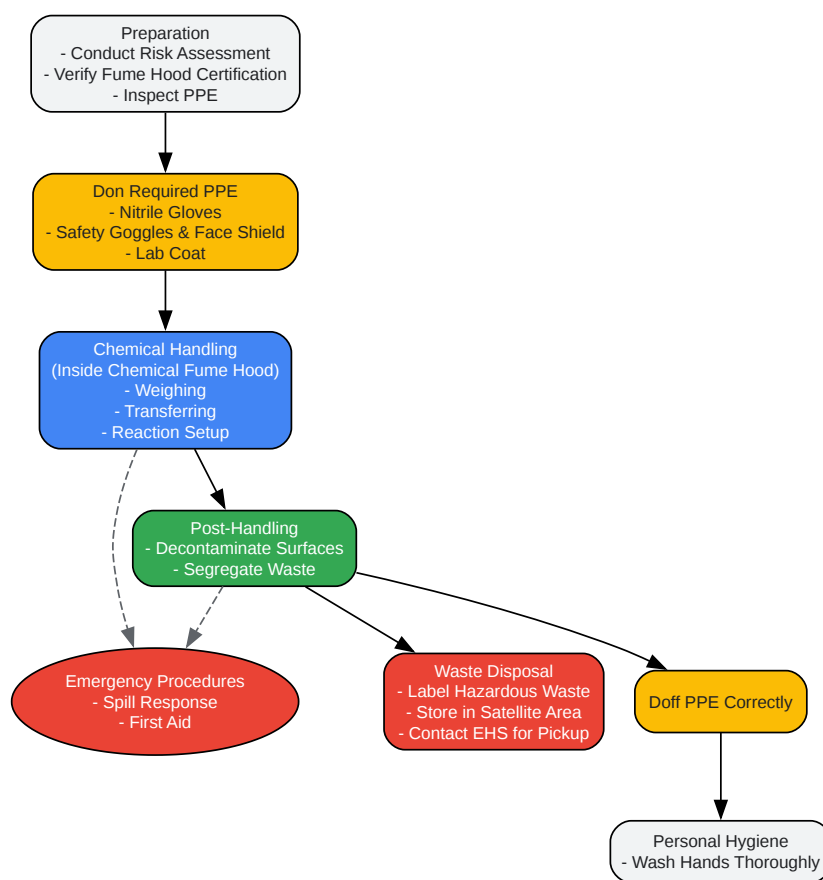 Preparation
- Conduct Risk Assessment
- Verify Fume Hood Certification
- Inspect PPE
Don Required PPE
- Nitrile Gloves
- Safety Goggles & Face Shield
- Lab Coat
Chemical Handling
(Inside Chemical Fume Hood)
- Weighing
- Transferring
- Reaction Setup
Post-Handling
- Decontaminate Surfaces
- Segregate Waste
Emergency Procedures
- Spill Response
- First Aid
Waste Disposal
- Label Hazardous Waste
- Store in Satellite Area
- Contact EHS for Pickup
Doff PPE Correctly
Personal Hygiene
- Wash Hands Thoroughly